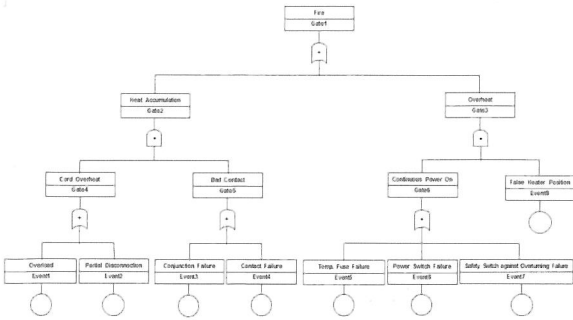 Fire
Gate1
Heat Accumulation
Gate2
Overheat
Gate3
Cord Overheat
Gate4
Bad Contact
Gate5
Continuous Power On
Gate6
False Heater Position
Event8
Overload
Event1
Partial Disconnection
Event2
Conjunction Failure
Event3
Contact Failure
Event4
Temp. Fuse Failure
Event5
Power Switch Failure
Event6
Safety Switch against Overturning Failure
Event7